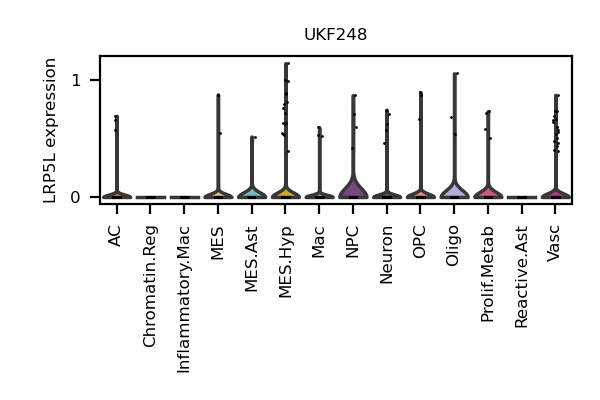 UKF248
LRP5L expression
1
0
AC
Chromatin.Reg
Inflammatory.Mac
MES
MES.Ast
MES.Hyp
Mac
NPC
Neuron
OPC
Oligo
Prolif.Metab
Reactive.Ast
Vasc